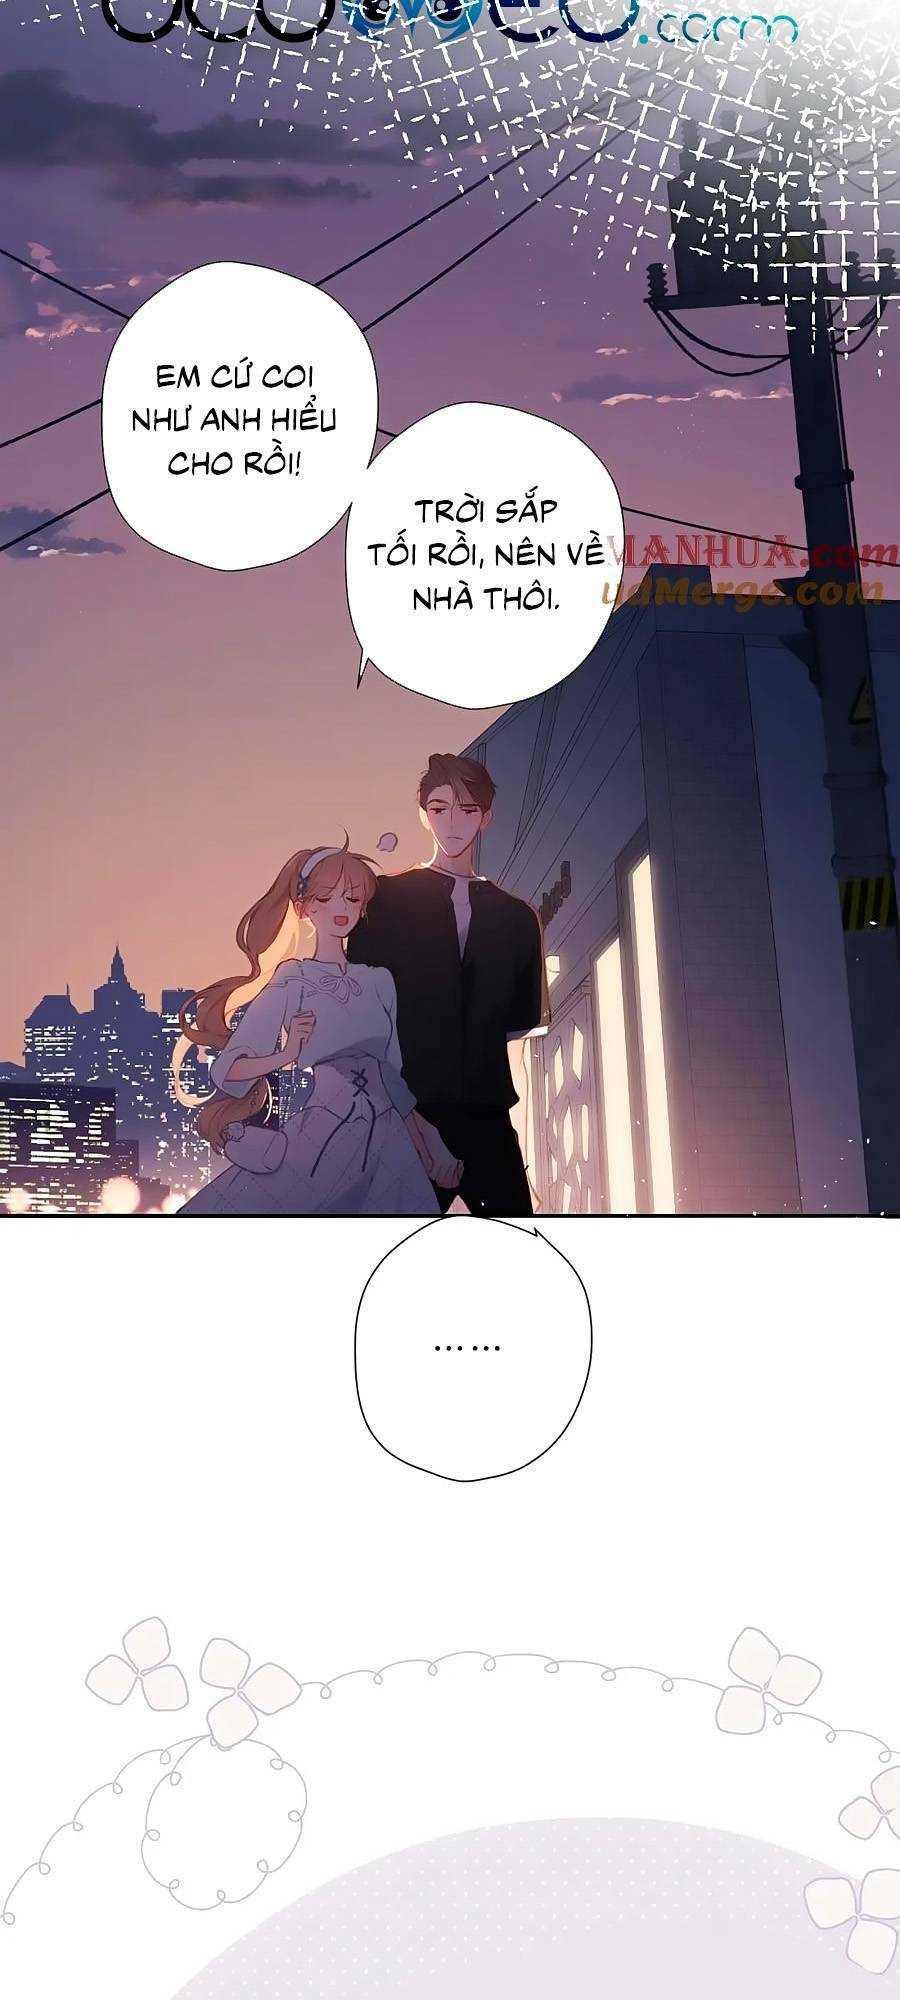 EM CỨ COI
NHƯ ANH HIỂU
CHO RỒI!
TRỜI SẮP
TỐI RỒI, NÊN VỀ
NHÀ THÔI.
MANHUA.com
udMerge.com
......